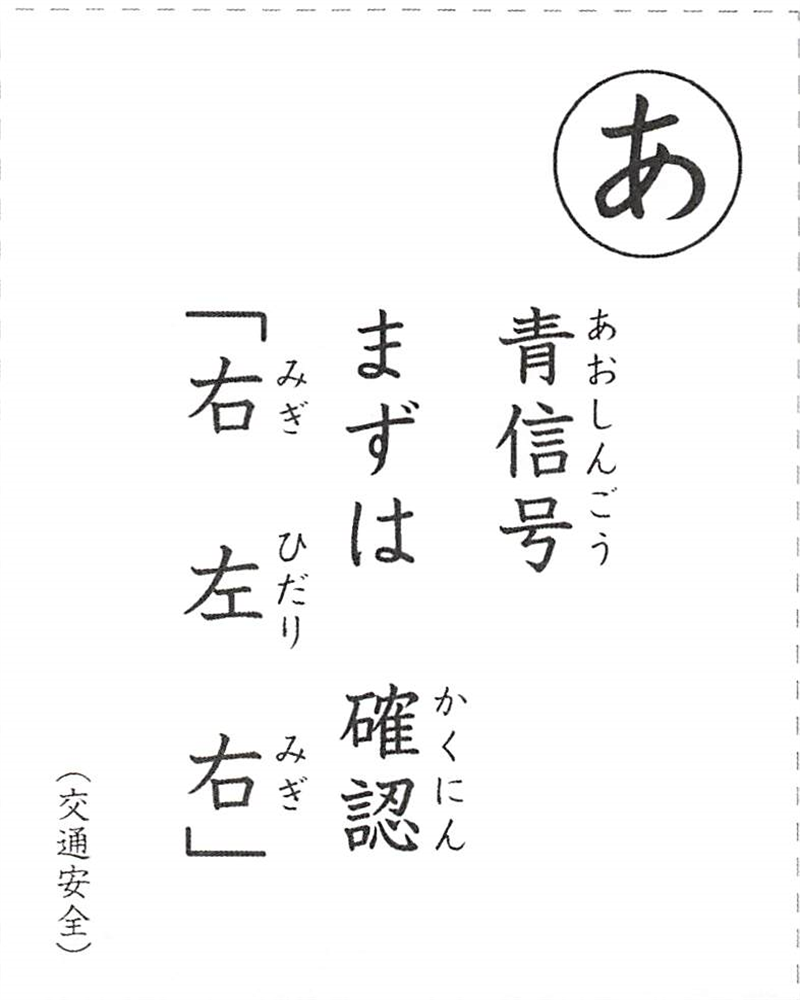 あ
あおしんごう
青信号
かくにん
まずは 確認
みぎ ひだり みぎ
「右 左 右」
(交通安全)